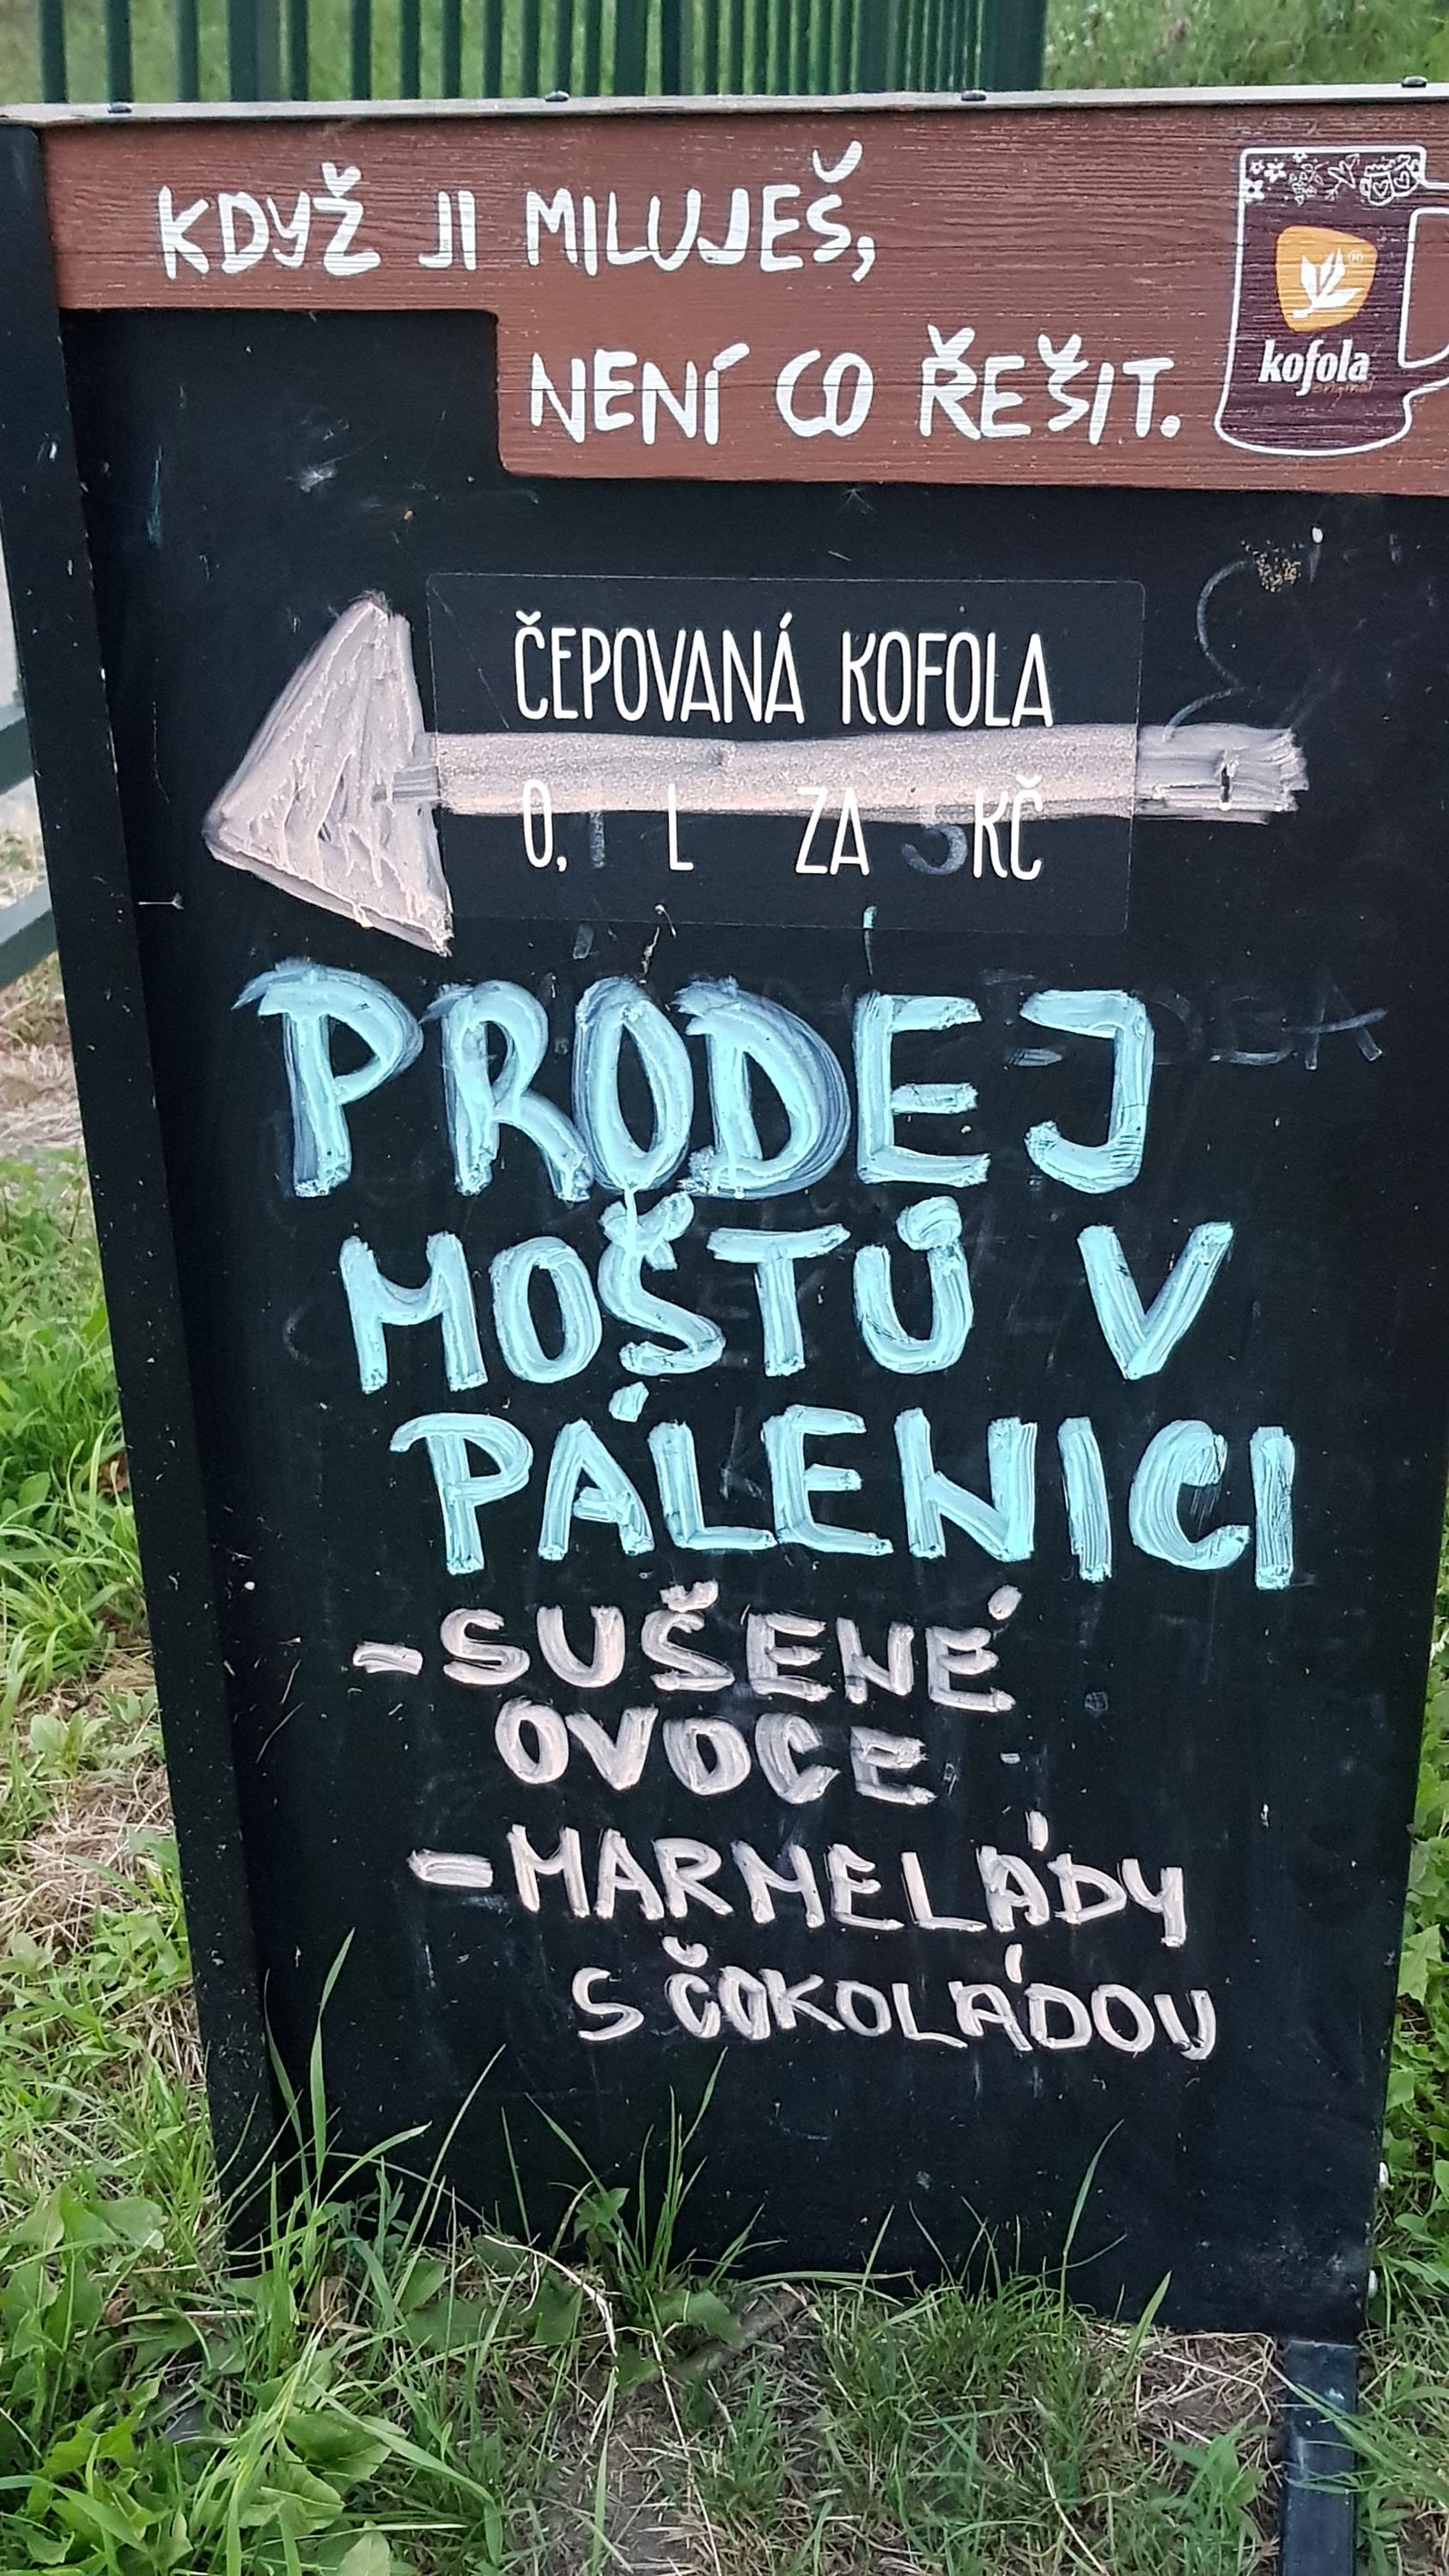 KDYŽ JI MILUJEŠ,
NENÍ CO ŘEŠIT.
kofola
original
ČEPOVANÁ KOFOLA
0, L ZA KČ
PRODEJ
MOŠTŮ V
PÁLENICI
-SUŠENÉ
OVOCE
-MARMELÁDY
S ČOKOLÁDOU